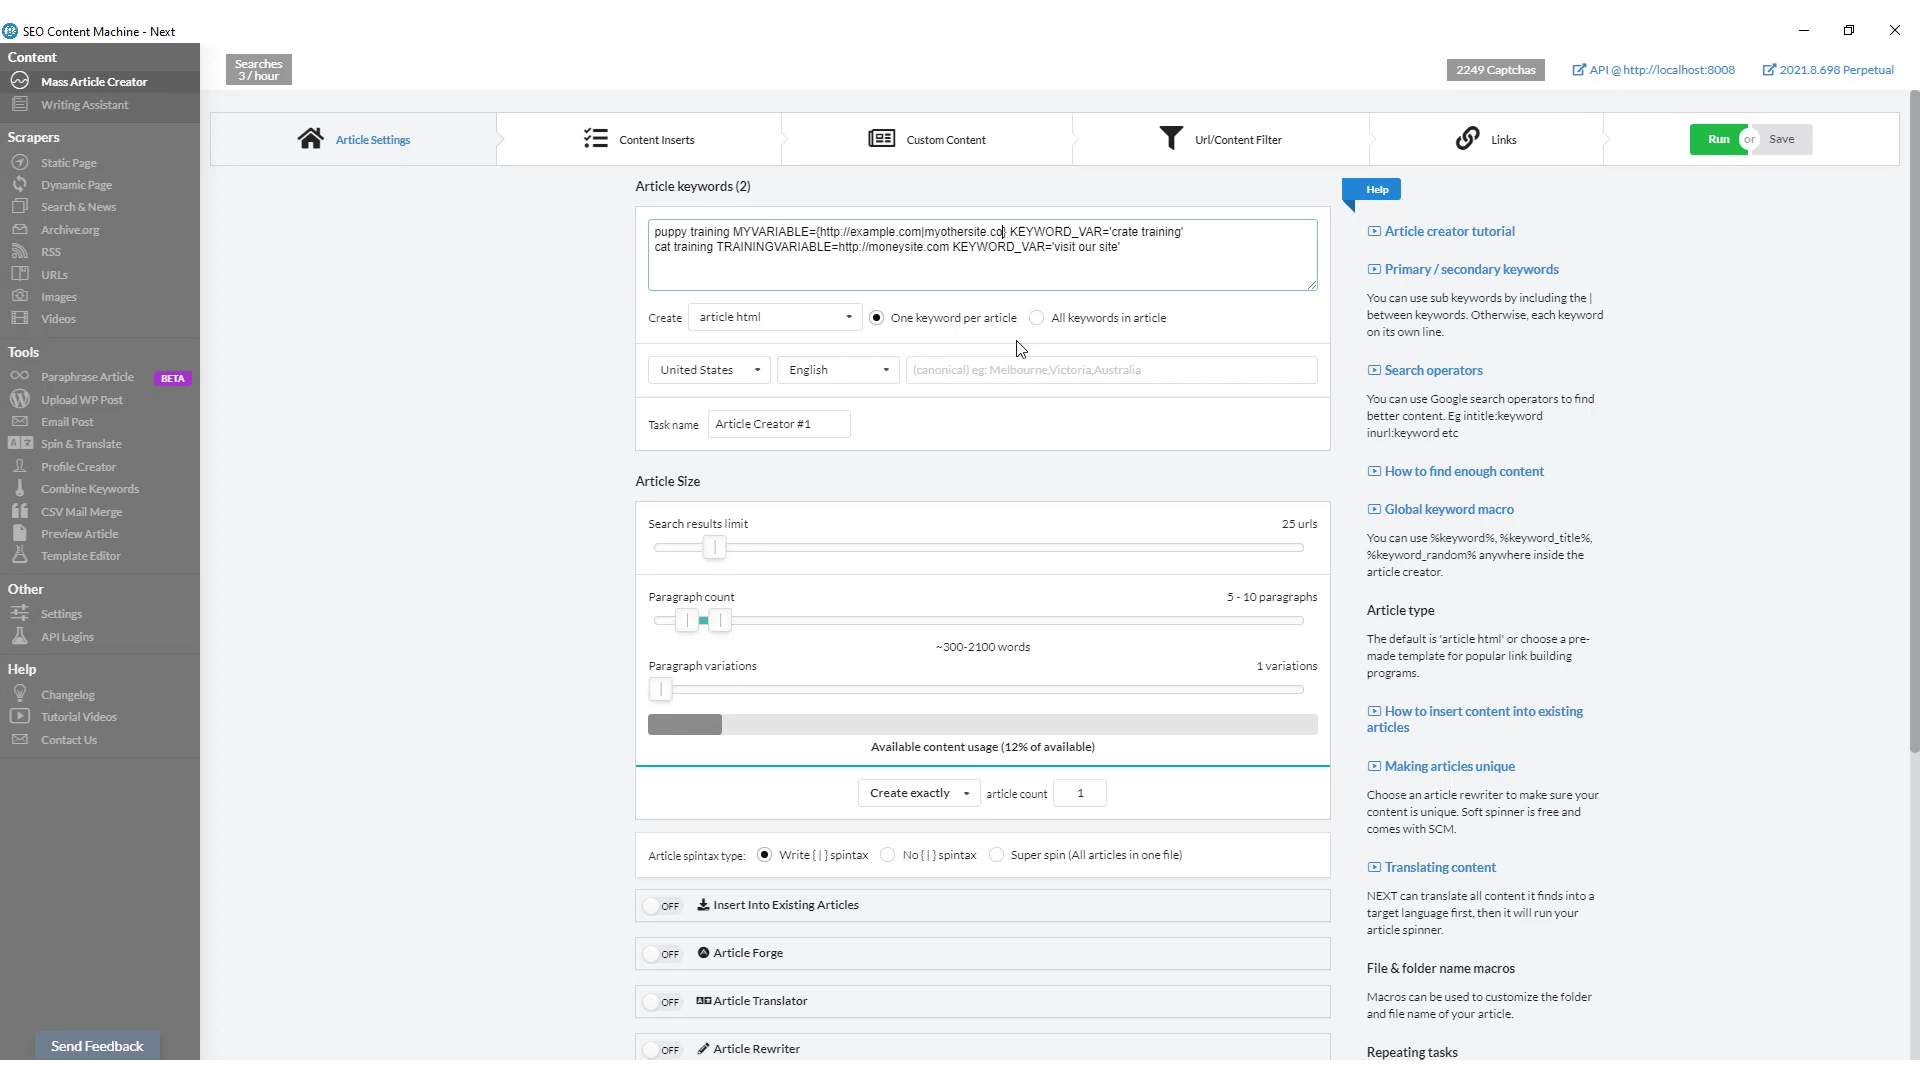 SEO Content Machine - Next
Content
Mass Article Creator
Writing Assistant
Scrapers
Static Page
Dynamic Page
Search & News
Archive.org
RSS
URLs
Images
Videos
Tools
Paraphrase Article BETA
Upload WP Post
Email Post
Spin & Translate
Profile Creator
Combine Keywords
CSV Mail Merge
Preview Article
Template Editor
Other
Settings
API Logins
Help
Changelog
Tutorial Videos
Contact Us
Send Feedback
Searches
3 / hour
2249 Captchas
API @ http://localhost:8008
2021.8.698 Perpetual
Article Settings
Content Inserts
Custom Content
Url/Content Filter
Links
Run or Save
Article keywords (2)
puppy training MYVARIABLE={http://example.com|myothersite.co} KEYWORD_VAR='crate training'
cat training TRAININGVARIABLE=http://moneysite.com KEYWORD_VAR='visit our site'
Create article html One keyword per article All keywords in article
United States English (canonical) eg: Melbourne,Victoria,Australia
Task name Article Creator #1
Article Size
Search results limit 25 urls
Paragraph count 5 - 10 paragraphs
~300-2100 words
Paragraph variations 1 variations
Available content usage (12% of available)
Create exactly article count 1
Article spintax type: Write { | } spintax No { | } spintax Super spin (All articles in one file)
OFF Insert Into Existing Articles
OFF Article Forge
OFF Article Translator
OFF Article Rewriter
Help
Article creator tutorial
Primary / secondary keywords
You can use sub keywords by including the |
between keywords. Otherwise, each keyword
on its own line.
Search operators
You can use Google search operators to find
better content. Eg intitle:keyword
inurl:keyword etc
How to find enough content
Global keyword macro
You can use %keyword%, %keyword_title%,
%keyword_random% anywhere inside the
article creator.
Article type
The default is 'article html' or choose a pre-
made template for popular link building
programs.
How to insert content into existing
articles
Making articles unique
Choose an article rewriter to make sure your
content is unique. Soft spinner is free and
comes with SCM.
Translating content
NEXT can translate all content it finds into a
target language first, then it will run your
article spinner.
File & folder name macros
Macros can be used to customize the folder
and file name of your article.
Repeating tasks